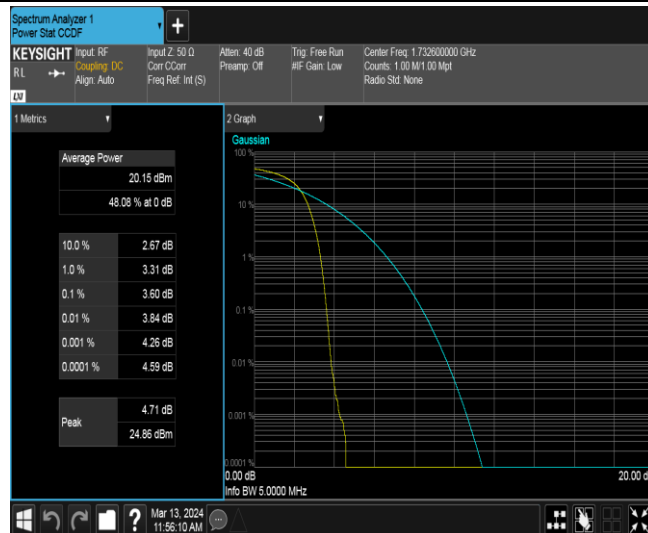 Spectrum Analyzer 1
Power Stat CCDF
+
KEYSIGHT
RL
LXI
Input: RF
Coupling: DC
Align: Auto
Input Z: 50 Ω
Corr CCorr
Freq Ref: Int (S)
Atten: 40 dB
Preamp: Off
Trig: Free Run
#IF Gain: Low
Center Freq: 1.732600000 GHz
Counts: 1.00 M/1.00 Mpt
Radio Std: None
1 Metrics
Average Power
20.15 dBm
48.08 % at 0 dB
10.0 % 2.67 dB
1.0 % 3.31 dB
0.1 % 3.60 dB
0.01 % 3.84 dB
0.001 % 4.26 dB
0.0001 % 4.59 dB
Peak
4.71 dB
24.86 dBm
2 Graph
Gaussian
100 %
10 %
1 %
0.1 %
0.01 %
0.001 %
0.0001 %
0.00 dB
20.00 d
Info BW 5.0000 MHz
?
Mar 13, 2024
11:56:10 AM